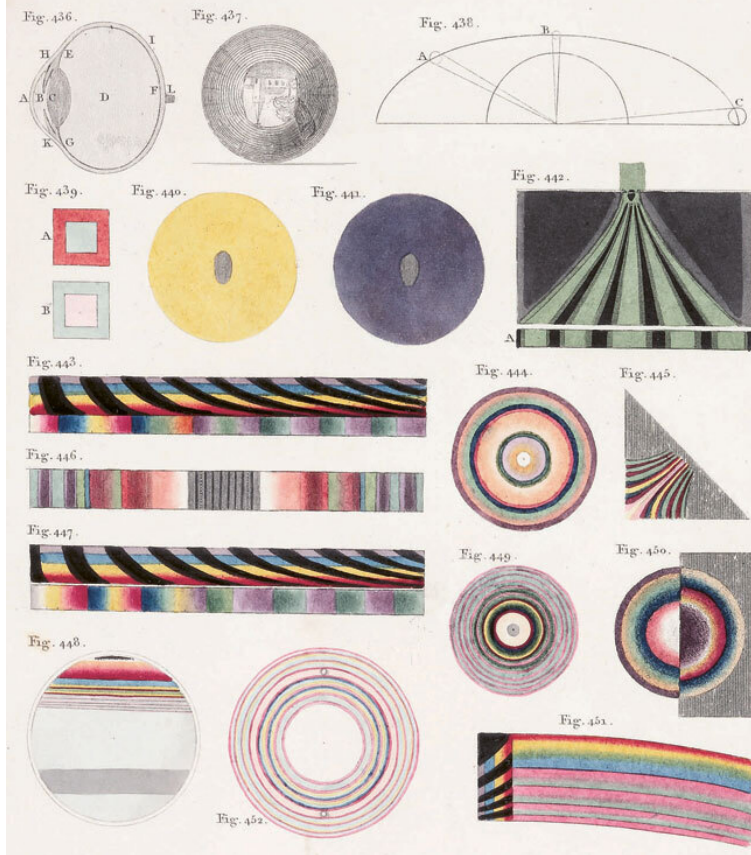 Fig. 436.
Fig. 437.
Fig. 438.
H E I
A B C D F L
K G
A B C
Fig. 439.
Fig. 440.
Fig. 441.
Fig. 442.
A
B
A
Fig. 443.
Fig. 444.
Fig. 445.
Fig. 446.
Fig. 447.
Fig. 449.
Fig. 450.
Fig. 448.
Fig. 451.
Fig. 452.